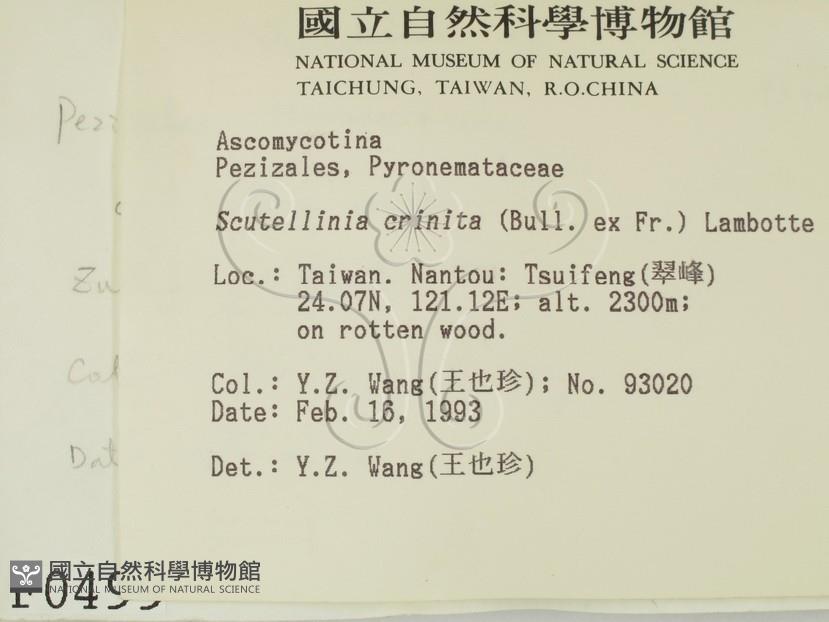 國立自然科學博物館
NATIONAL MUSEUM OF NATURAL SCIENCE
TAICHUNG, TAIWAN, R.O.CHINA
Ascomycotina
Pezizales, Pyronemataceae
Scutellinia crinita (Bull. ex Fr.) Lambotte
Loc.: Taiwan. Nantou: Tsuifeng(翠峰)
24.07N, 121.12E; alt. 2300m;
on rotten wood.
Col.: Y.Z. Wang(王也珍); No. 93020
Date: Feb. 16, 1993
Det.: Y.Z. Wang(王也珍)
國立自然科學博物館
NATIONAL MUSEUM OF NATURAL SCIENCE